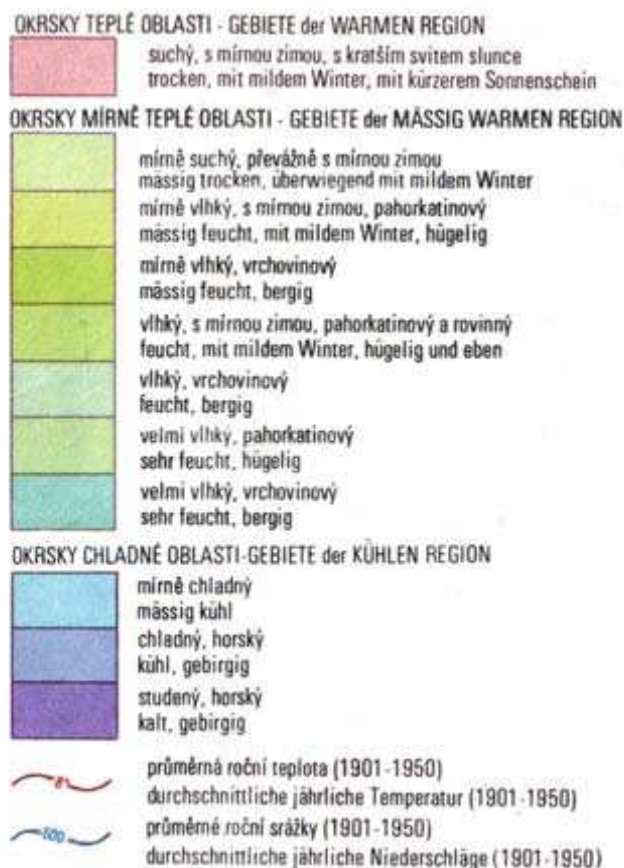 OKRSKY TEPLÉ OBLASTI - GEBIETE der WARMEN REGION
suchý, s mírnou zimou, s kratším svitem slunce
trocken, mit mildem Winter, mit kürzerem Sonnenschein
OKRSKY MÍRNĚ TEPLÉ OBLASTI - GEBIETE der MÄSSIG WARMEN REGION
mírně suchý, převážně s mírnou zimou
mässig trocken, überwiegend mit mildem Winter
mírně vlhký, s mírnou zimou, pahorkatinový
mässig feucht, mit mildem Winter, hügelig
mírně vlhký, vrchovinový
mässig feucht, bergig
vlhký, s mírnou zimou, pahorkatinový a rovinný
feucht, mit mildem Winter, hügelig und eben
vlhký, vrchovinový
feucht, bergig
velmi vlhký, pahorkatinový
sehr feucht, hügelig
velmi vlhký, vrchovinový
sehr feucht, bergig
OKRSKY CHLADNÉ OBLASTI-GEBIETE der KÜHLEN REGION
mírně chladný
mässig kühl
chladný, horský
kühl, gebirgig
studený, horský
kalt, gebirgig
8 průměrná roční teplota (1901-1950)
durchschnittliche jährliche Temperatur (1901-1950)
500 průměrné roční srážky (1901-1950)
durchschnittliche jährliche Niederschläge (1901-1950)